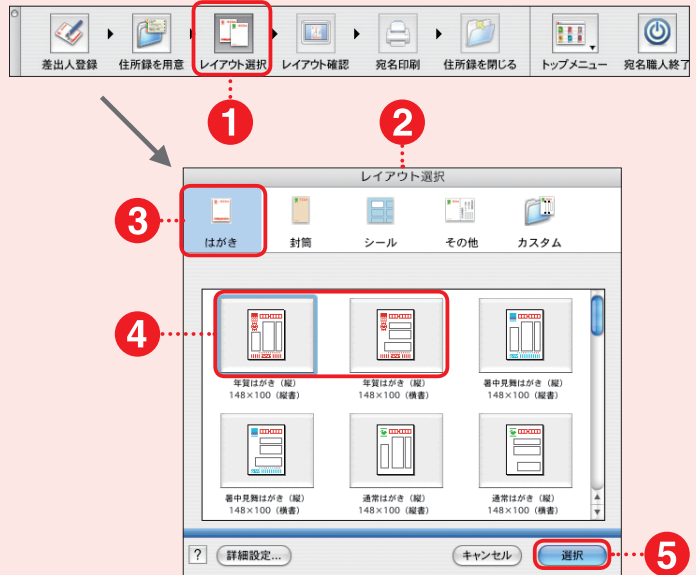 差出人登録 住所録を用意 レイアウト選択 レイアウト確認 宛名印刷 住所録を閉じる トップメニュー 宛名職人終了
1 2
レイアウト選択
3
はがき 封筒 シール その他 カスタム
4
年賀はがき（縦） 年賀はがき（縦） 暑中見舞はがき（縦）
148×100（縦書） 148×100（横書） 148×100（縦書）
暑中見舞はがき（縦） 通常はがき（縦） 通常はがき（縦）
148×100（横書） 148×100（縦書） 148×100（横書）
? 詳細設定... キャンセル 選択 5